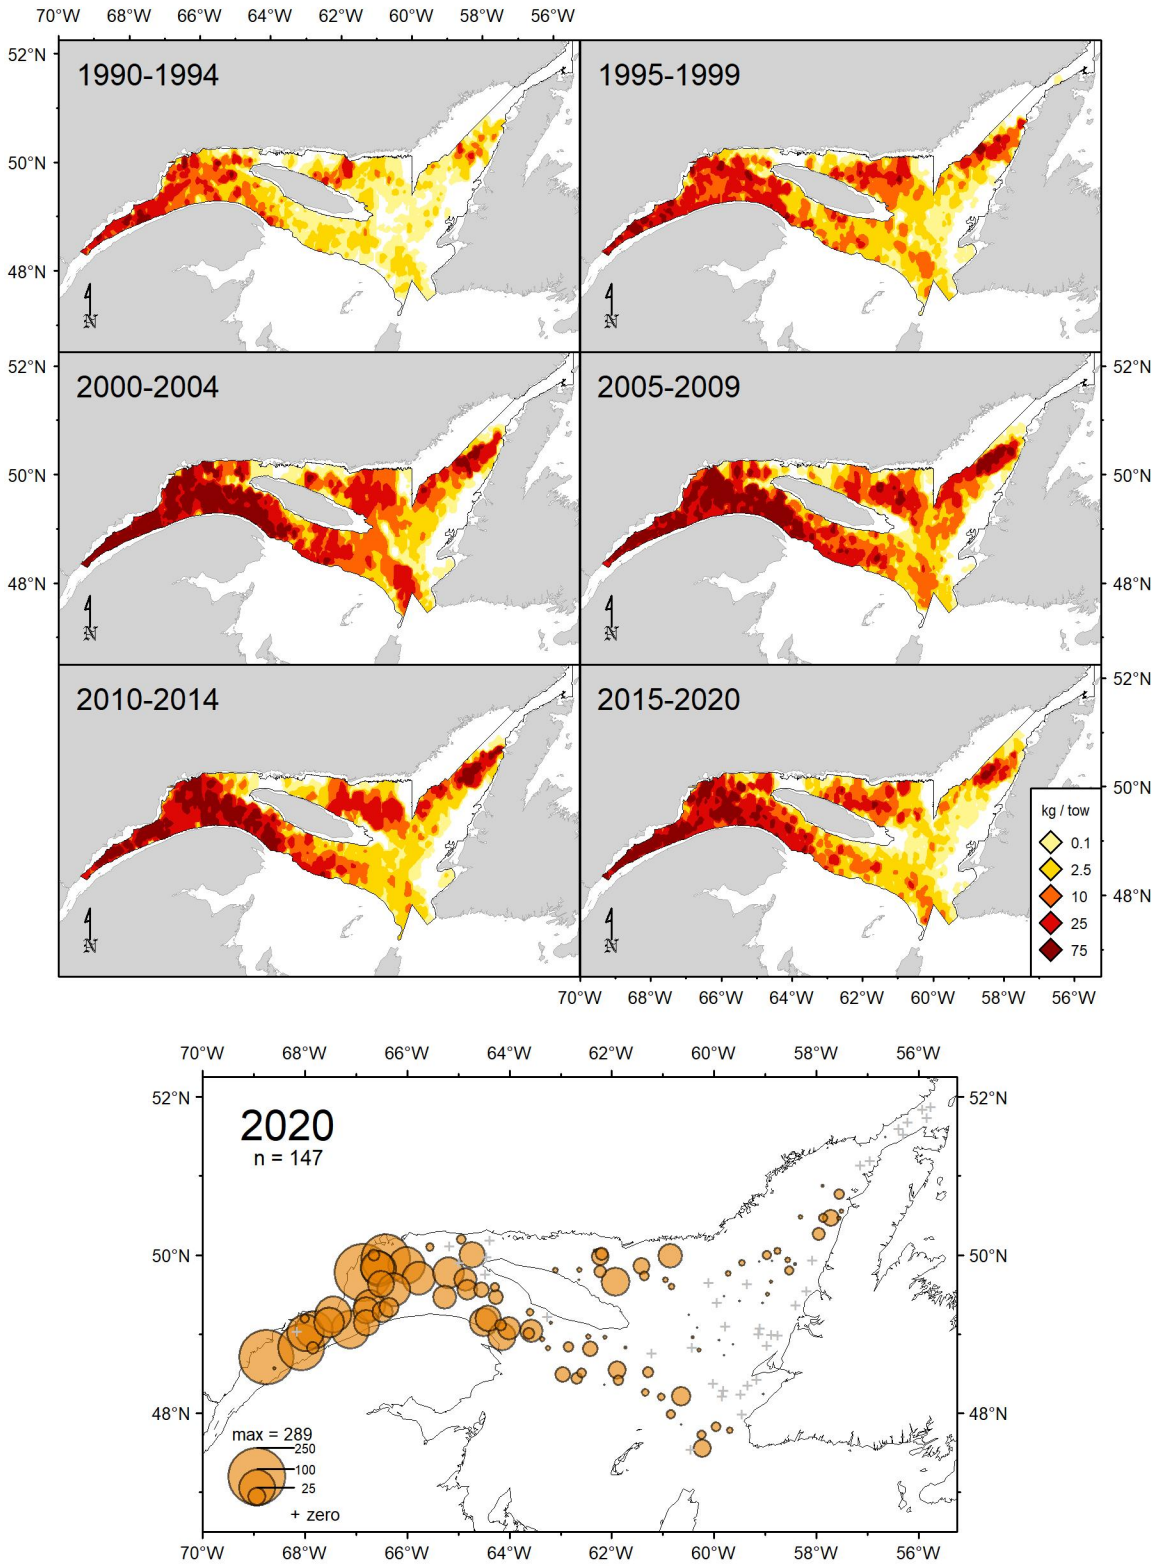 70°W 68°W 66°W 64°W 62°W 60°W 58°W 56°W
52°N
1990-1994
1995-1999
50°N
48°N
N
N
52°N
2000-2004
2005-2009
52°N
50°N
50°N
48°N
48°N
N
N
2010-2014
2015-2020
52°N
50°N
kg / tow
0.1
2.5
10
48°N
25
75
N
N
70°W 68°W 66°W 64°W 62°W 60°W 58°W 56°W
70°W 68°W 66°W 64°W 62°W 60°W 58°W 56°W
52°N
52°N
2020
n = 147
50°N
50°N
48°N
48°N
max = 289
250
100
25
+ zero
70°W 68°W 66°W 64°W 62°W 60°W 58°W 56°W